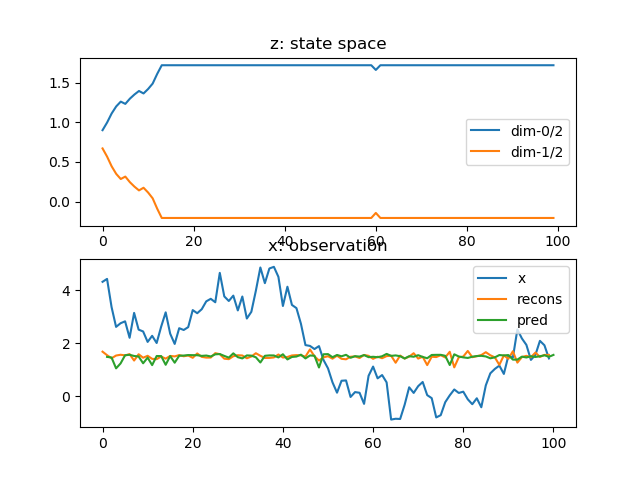 z: state space
1.5
1.0
0.5
0.0
dim-0/2
dim-1/2
0 20 40 60 80 100
x: observation
4
2
0
x
recons
pred
0 20 40 60 80 100